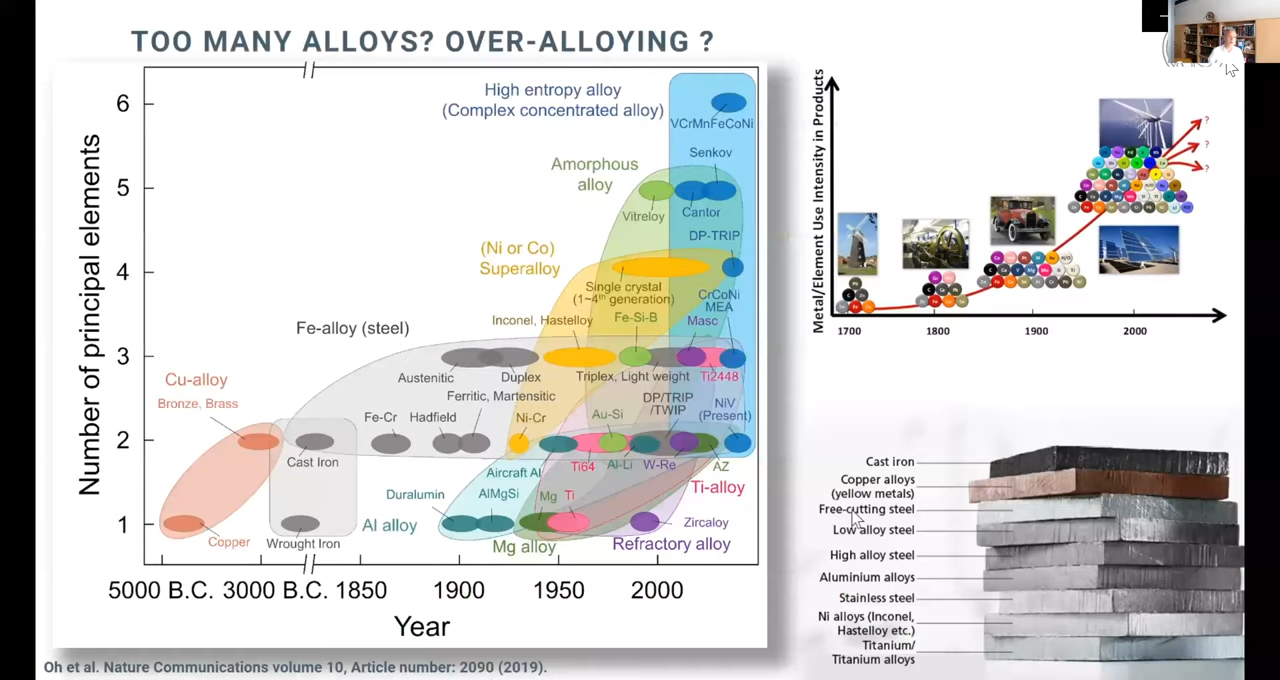 TOO MANY ALLOYS? OVER-ALLOYING ?
Number of principal elements
6
5
4
3
2
1
High entropy alloy
(Complex concentrated alloy)
VCrMnFeCoNi
Senkov
Amorphous
alloy
Vitreloy
Cantor
DP-TRIP
(Ni or Co)
Superalloy
Single crystal
(1~4th generation)
CrCoNi
MEA
Inconel, Hastelloy
Fe-Si-B
Masc
Fe-alloy (steel)
Austenitic
Duplex
Triplex, Light weight
Ti2448
Cu-alloy
Bronze, Brass
Ferritic, Martensitic
Fe-Cr
Hadfield
Ni-Cr
Au-Si
DP/TRIP
/TWIP
NiV
(Present)
Cast Iron
Aircraft Al
Ti64
Al-Li
W-Re
AZ
Ti-alloy
Duralumin
AlMgSi
Mg
Ti
Al alloy
Zircaloy
Copper
Wrought Iron
Mg alloy
Refractory alloy
5000 B.C.
3000 B.C.
1850
1900
1950
2000
Year
Oh et al. Nature Communications volume 10, Article number: 2090 (2019).
Metal/Element Use Intensity in Products
?
?
?
1700
1800
1900
2000
Cast iron
Copper alloys
(yellow metals)
Free-cutting steel
Low alloy steel
High alloy steel
Aluminium alloys
Stainless steel
Ni alloys (Inconel,
Hastelloy etc.)
Titanium/
Titanium alloys